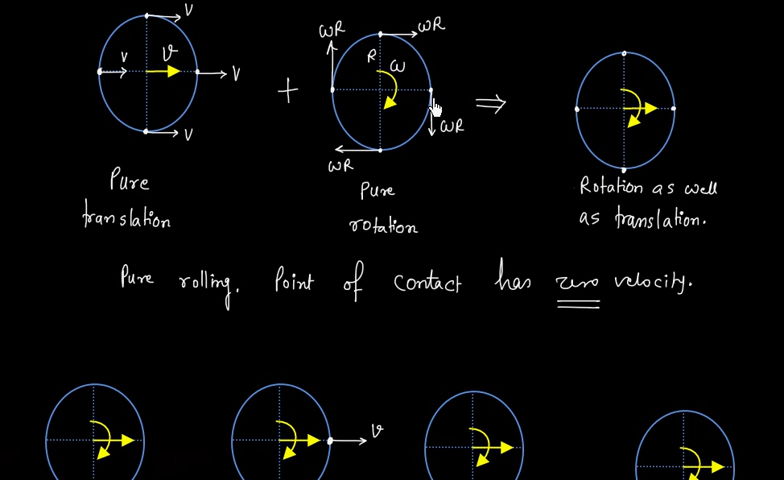 V
V
V
V
V
ωR
ωR
R
ω
ωR
ωR
+
⇒
Pure
translation
Pure
rotation
Rotation as well
as translation.
Pure rolling. Point of contact has zero velocity.
V